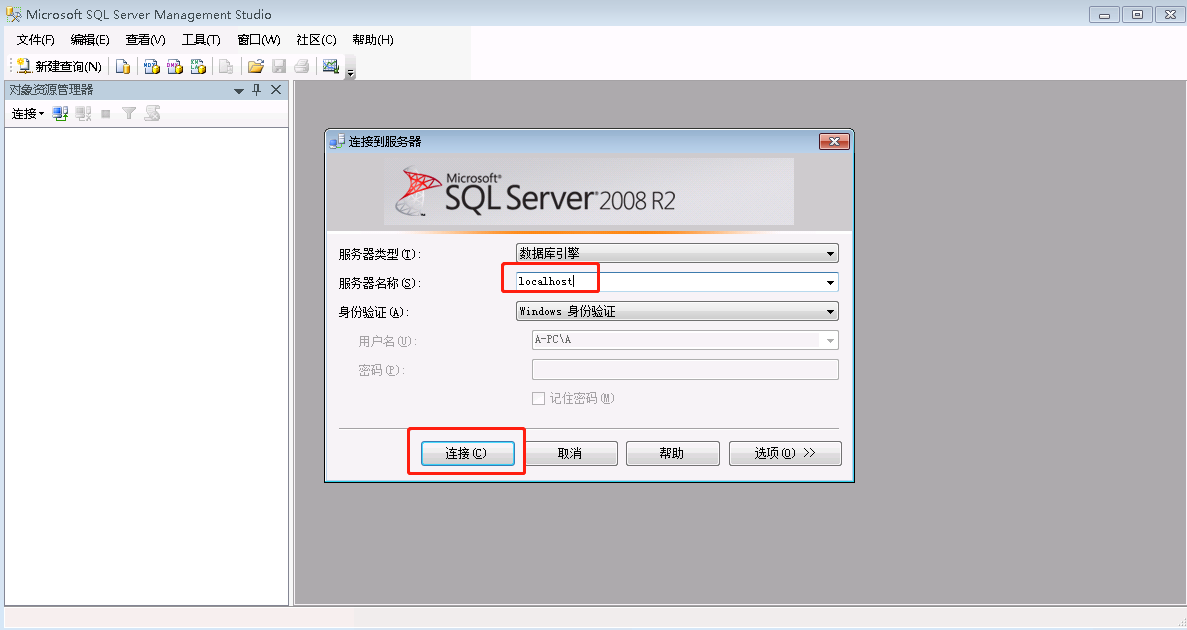 Microsoft SQL Server Management Studio
文件(F) 编辑(E) 查看(V) 工具(T) 窗口(W) 社区(C) 帮助(H)
新建查询(N)
对象资源管理器
连接
连接到服务器
Microsoft®
SQL Server® 2008 R2
服务器类型(T): 数据库引擎
服务器名称(S): localhost
身份验证(A): Windows 身份验证
用户名(U): A-PC\A
密码(P):
记住密码(M)
连接(C) 取消 帮助 选项(O) >>